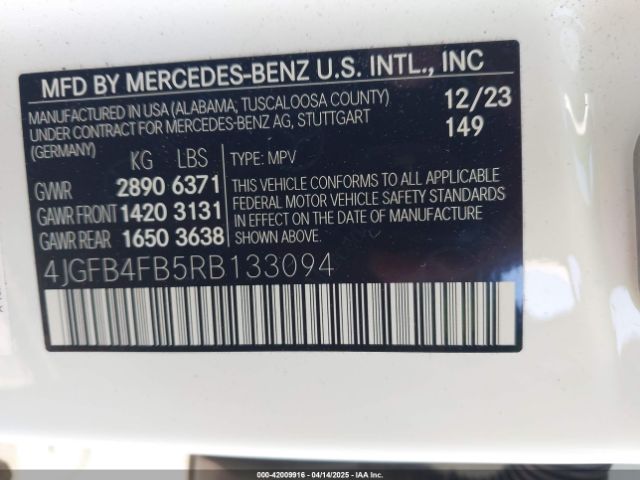 MFD BY MERCEDES-BENZ U.S. INTL., INC
MANUFACTURED IN USA (ALABAMA; TUSCALOOSA COUNTY)
UNDER CONTRACT FOR MERCEDES-BENZ AG, STUTTGART
(GERMANY)
12/23
149
KG LBS
GVWR 2890 6371
GAWR FRONT 1420 3131
GAWR REAR 1650 3638
TYPE: MPV
THIS VEHICLE CONFORMS TO ALL APPLICABLE
FEDERAL MOTOR VEHICLE SAFETY STANDARDS
IN EFFECT ON THE DATE OF MANUFACTURE
4JGFB4FB5RB133094
000-42009916 - 04/14/2025 - IAA Inc.